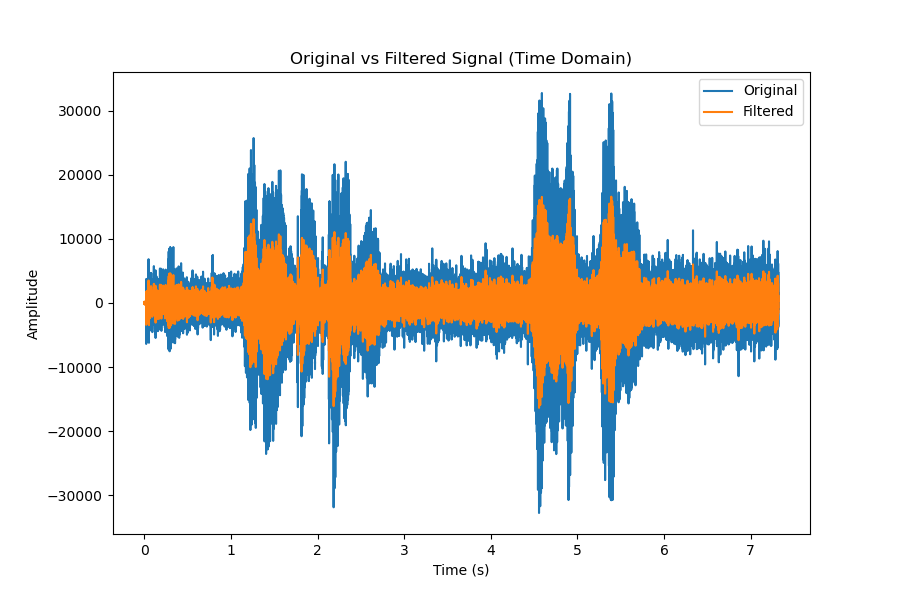 Original vs Filtered Signal (Time Domain)
Original
Filtered
30000
20000
10000
0
−10000
−20000
−30000
Amplitude
0 1 2 3 4 5 6 7
Time (s)